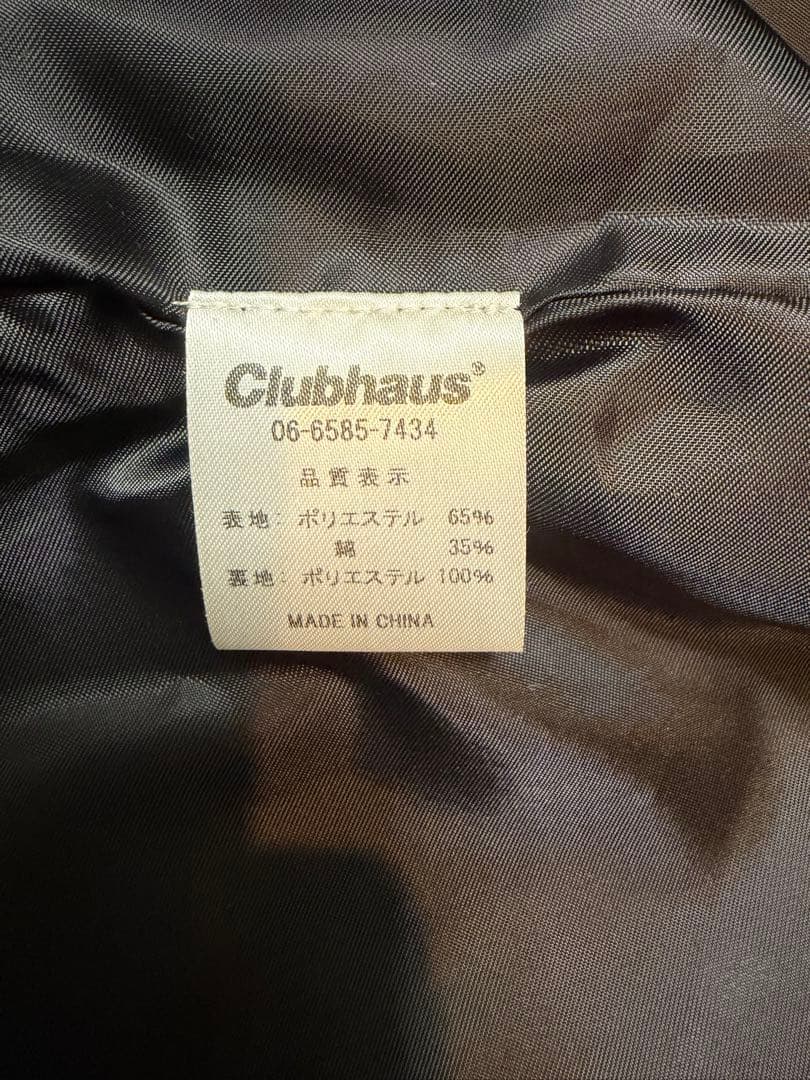 Clubhaus®
06-6585-7434
品質表示
表地: ポリエステル 65%
綿 35%
裏地: ポリエステル 100%
MADE IN CHINA